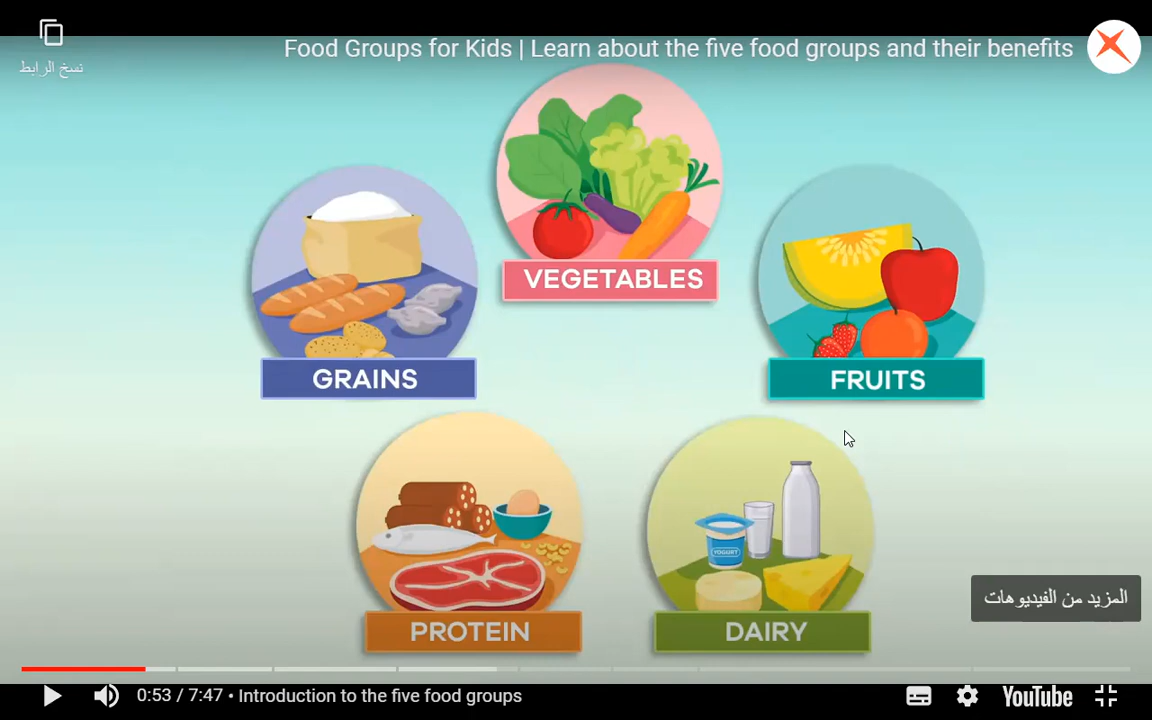 نسخ الرابط
Food Groups for Kids | Learn about the five food groups and their benefits
VEGETABLES
GRAINS
FRUITS
YOGURT
PROTEIN
DAIRY
المزيد من الفيديوهات
0:53 / 7:47 • Introduction to the five food groups
YouTube